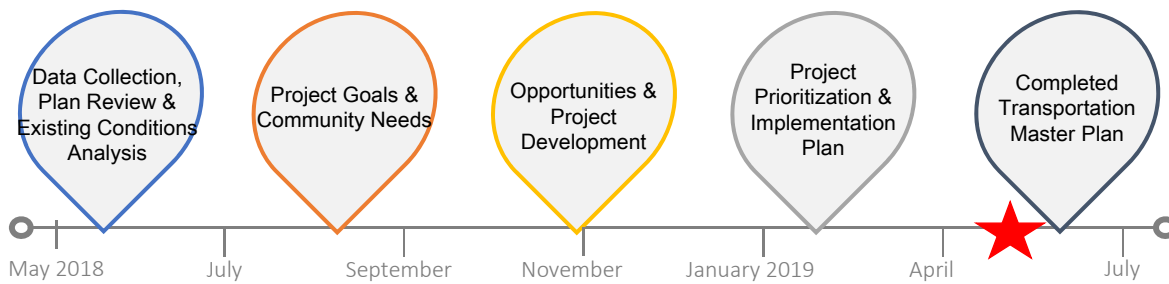 Data Collection,
Plan Review &
Existing Conditions
Analysis
Project Goals &
Community Needs
Opportunities &
Project
Development
Project
Prioritization &
Implementation
Plan
Completed
Transportation
Master Plan
May 2018
July
September
November
January 2019
April
July